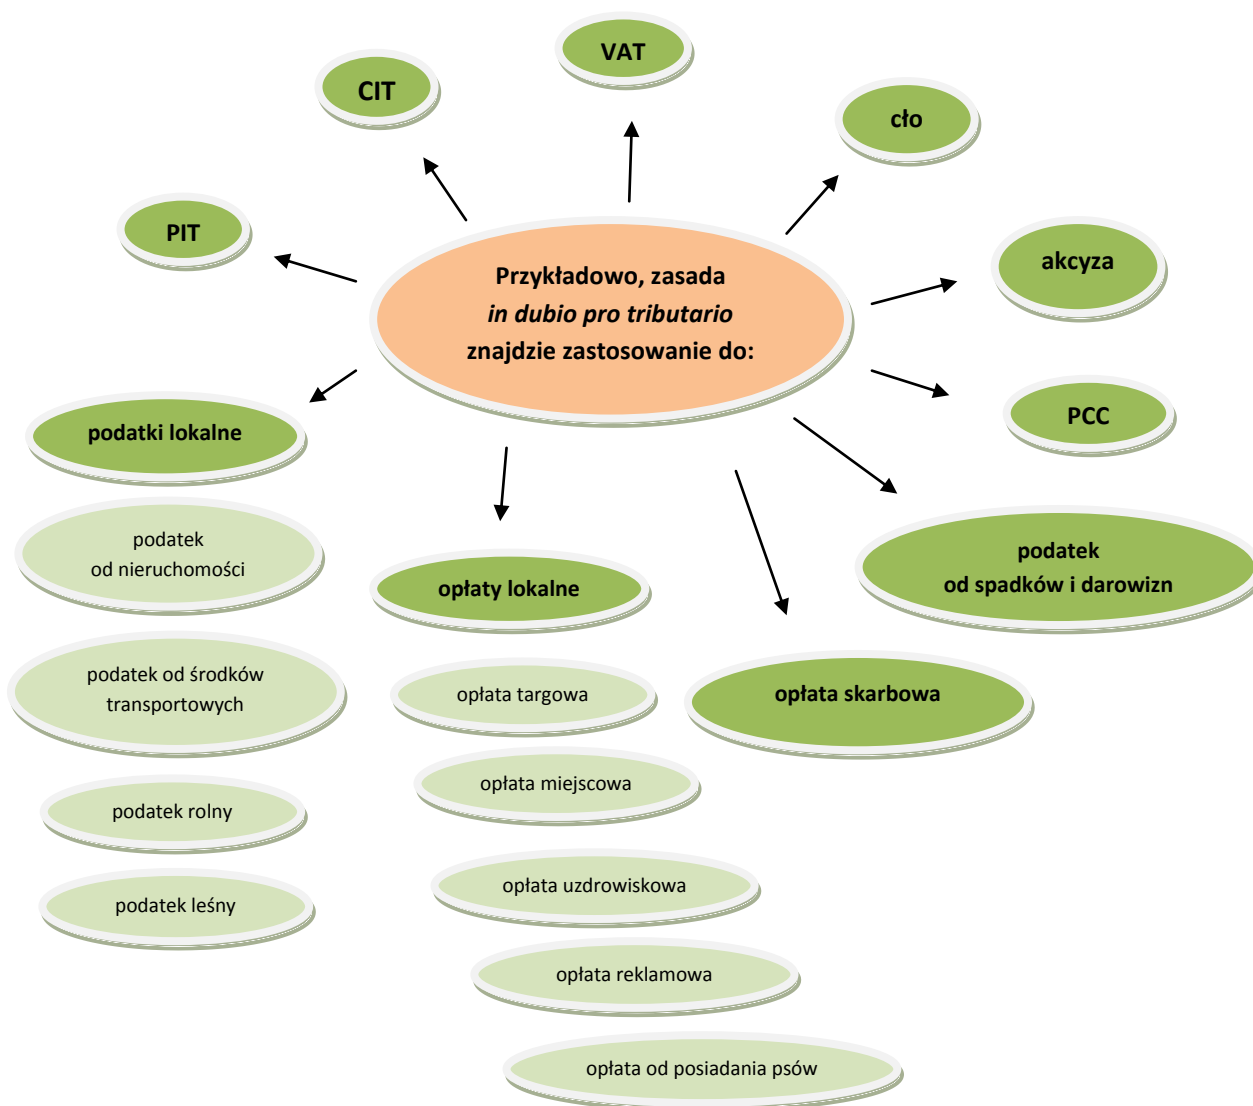 VAT
CIT
cło
PIT
akcyza
Przykładowo, zasada
in dubio pro tributario
znajdzie zastosowanie do:
PCC
podatki lokalne
podatek
od nieruchomości
podatek od środków
transportowych
podatek rolny
podatek leśny
opłaty lokalne
opłata targowa
opłata miejscowa
opłata uzdrowiskowa
opłata reklamowa
opłata od posiadania psów
opłata skarbowa
podatek
od spadków i darowizn